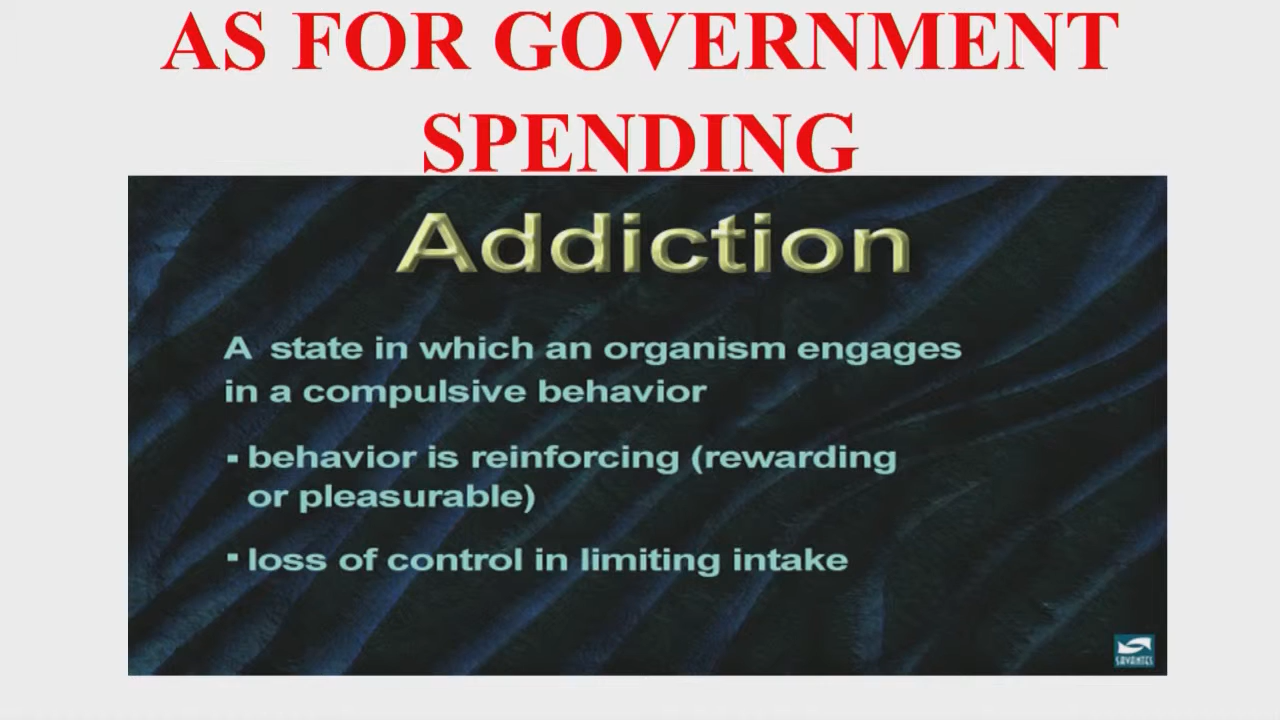 AS FOR GOVERNMENT
SPENDING
Addiction
A state in which an organism engages
in a compulsive behavior
▪ behavior is reinforcing (rewarding
or pleasurable)
▪ loss of control in limiting intake
SAVANTES